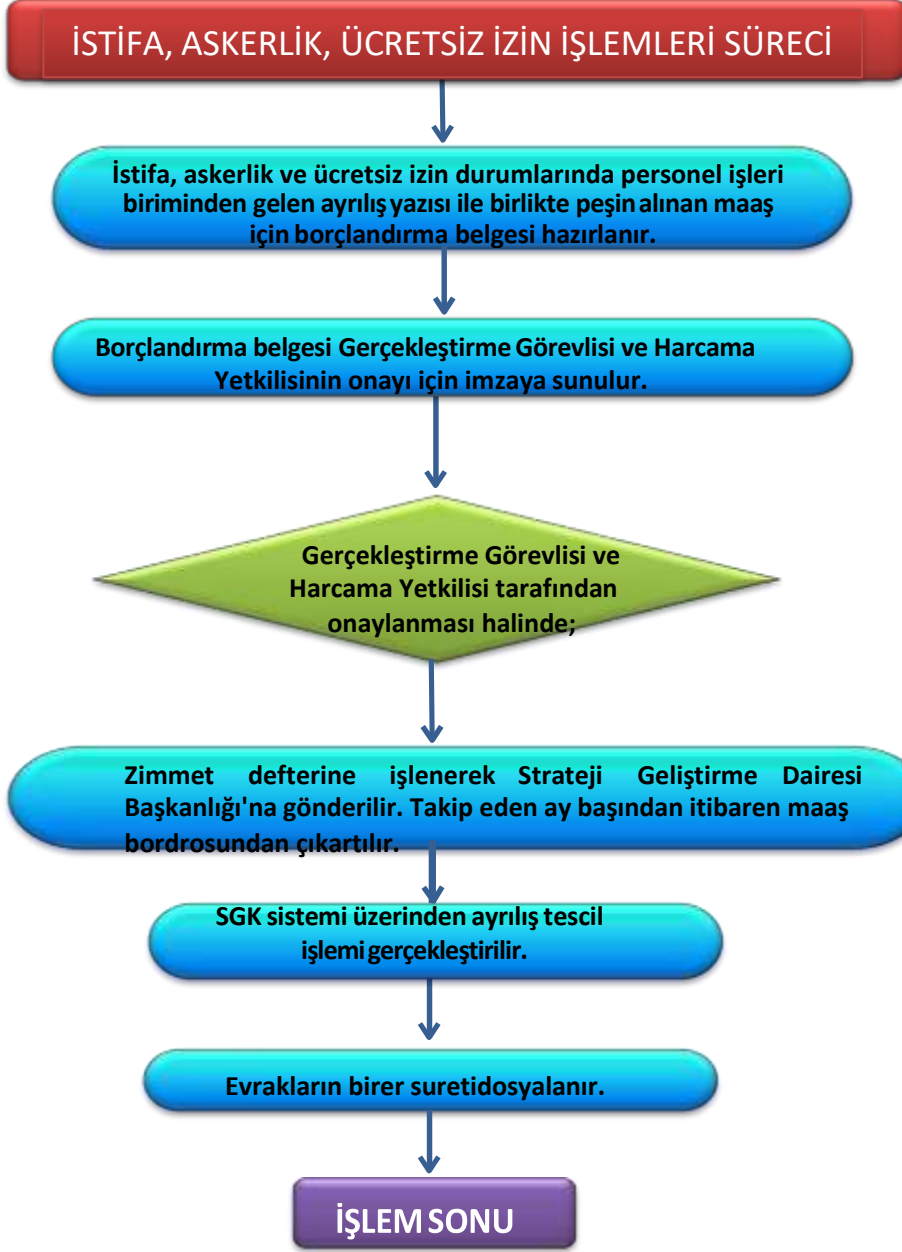 İSTİFA, ASKERLİK, ÜCRETSİZ İZİN İŞLEMLERİ SÜRECİ
İstifa, askerlik ve ücretsiz izin durumlarında personel işleri
biriminden gelen ayrılış yazısı ile birlikte peşin alınan maaş
için borçlandırma belgesi hazırlanır.
Borçlandırma belgesi Gerçekleştirme Görevlisi ve Harcama
Yetkilisinin onayı için imzaya sunulur.
Gerçekleştirme Görevlisi ve
Harcama Yetkilisi tarafından
onaylanması halinde;
Zimmet defterine işlenerek Strateji Geliştirme Dairesi
Başkanlığı'na gönderilir. Takip eden ay başından itibaren maaş
bordrosundan çıkartılır.
SGK sistemi üzerinden ayrılış tescil
işlemi gerçekleştirilir.
Evrakların birer suretidosyalanır.
İŞLEM SONU